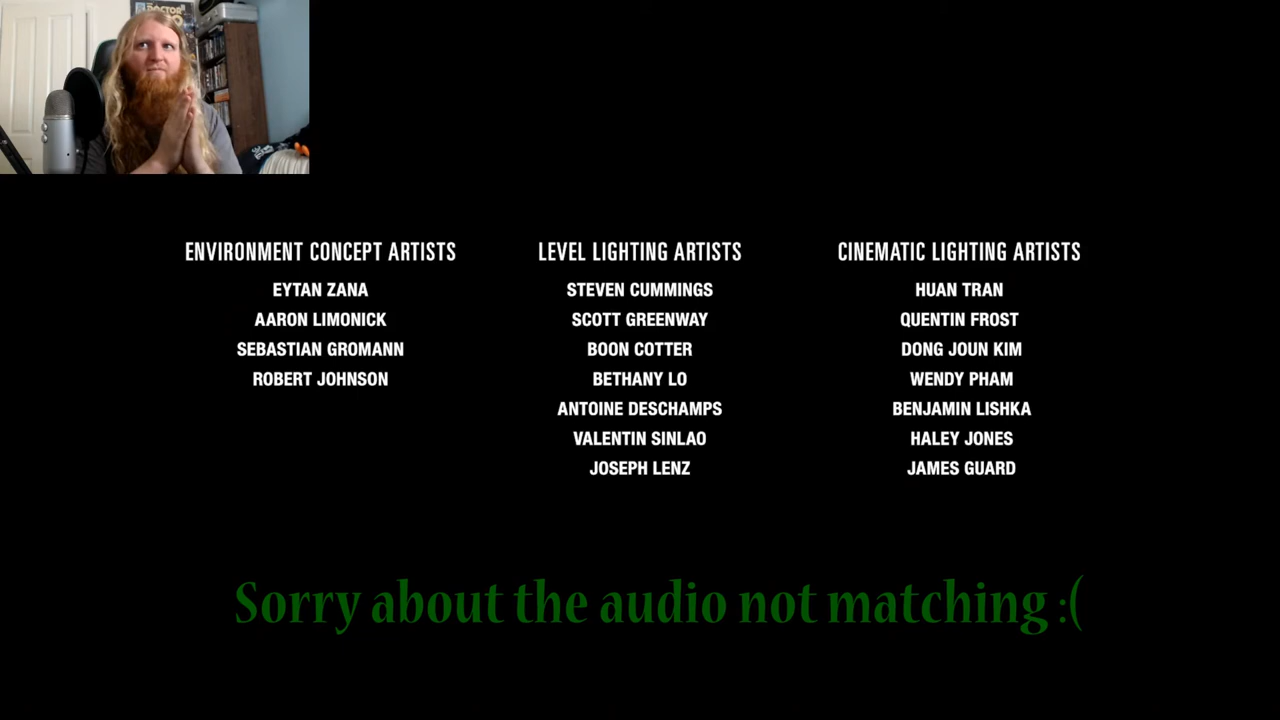 DOCTOR
WHO
ENVIRONMENT CONCEPT ARTISTS
EYTAN ZANA
AARON LIMONICK
SEBASTIAN GROMANN
ROBERT JOHNSON
LEVEL LIGHTING ARTISTS
STEVEN CUMMINGS
SCOTT GREENWAY
BOON COTTER
BETHANY LO
ANTOINE DESCHAMPS
VALENTIN SINLAO
JOSEPH LENZ
CINEMATIC LIGHTING ARTISTS
HUAN TRAN
QUENTIN FROST
DONG JOUN KIM
WENDY PHAM
BENJAMIN LISHKA
HALEY JONES
JAMES GUARD
Sorry about the audio not matching :(